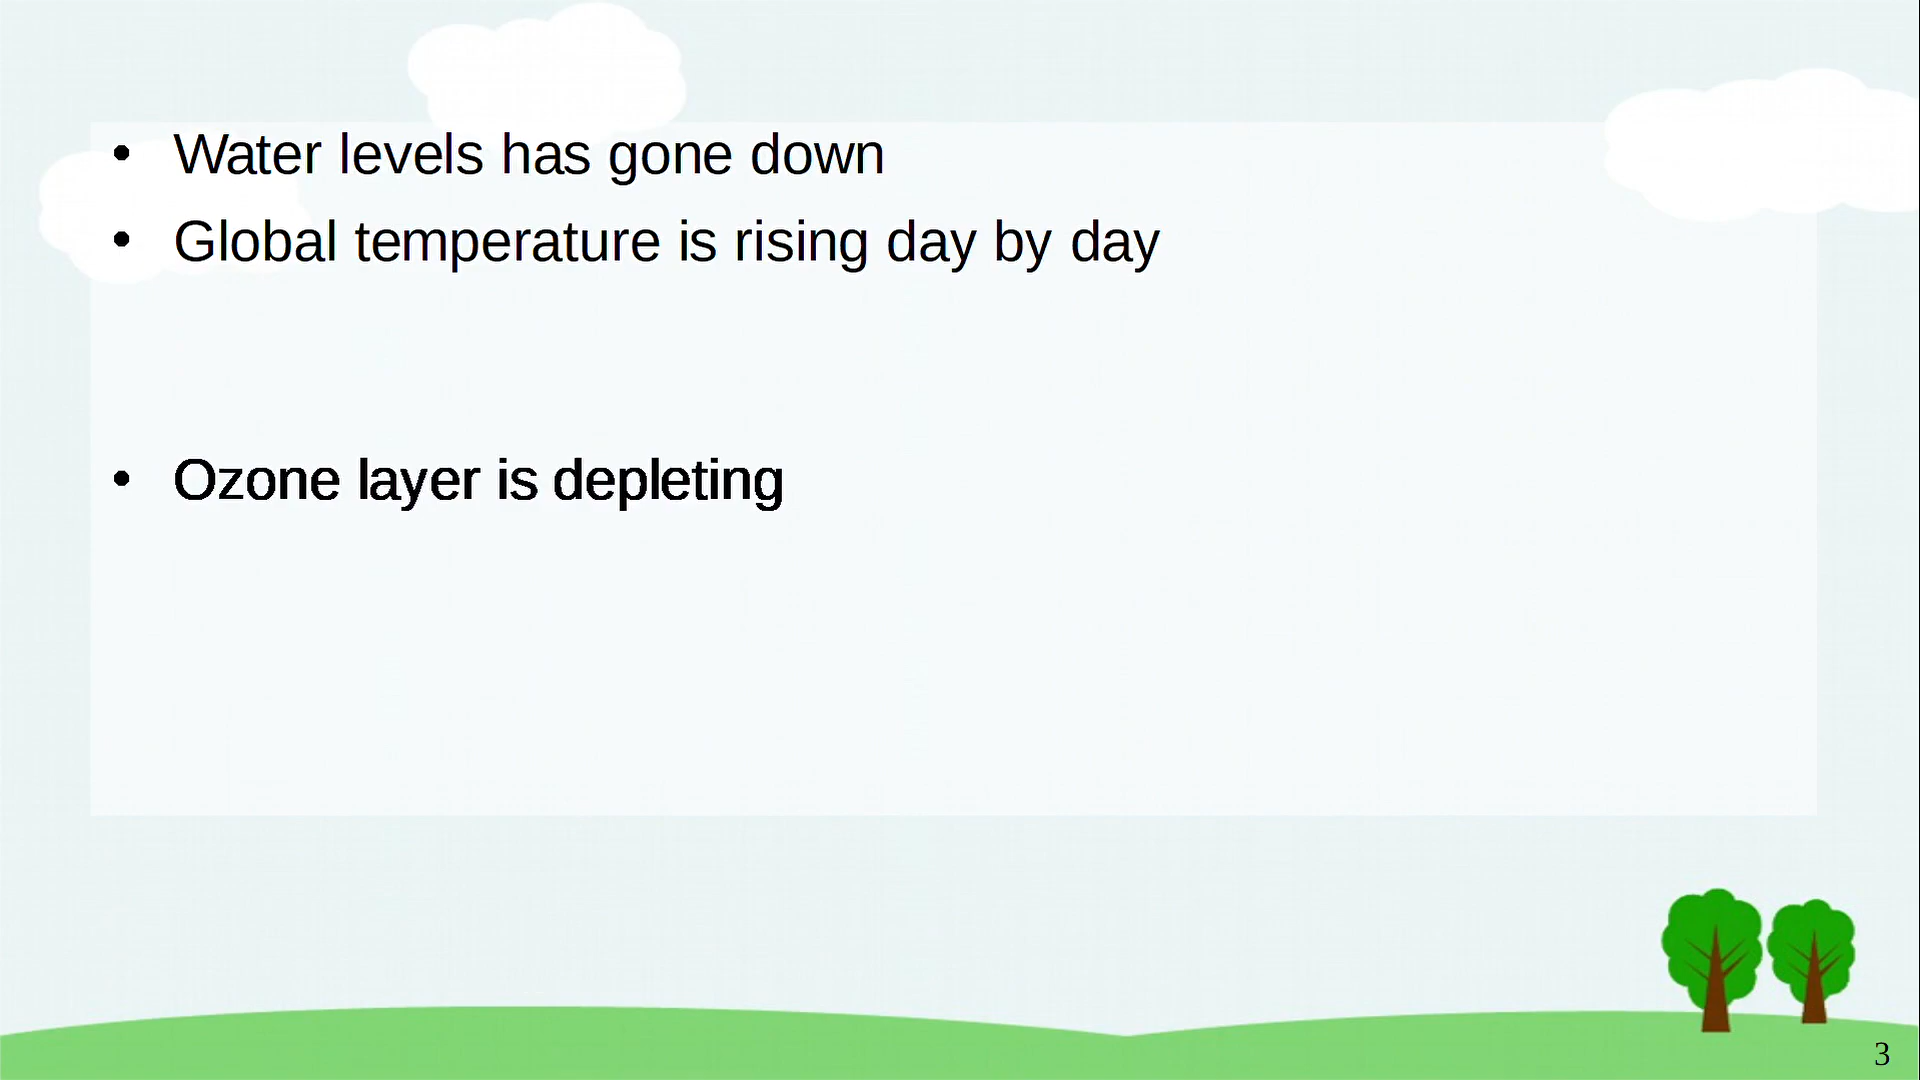 • Water levels has gone down
• Global temperature is rising day by day
• Ozone layer is depleting
3